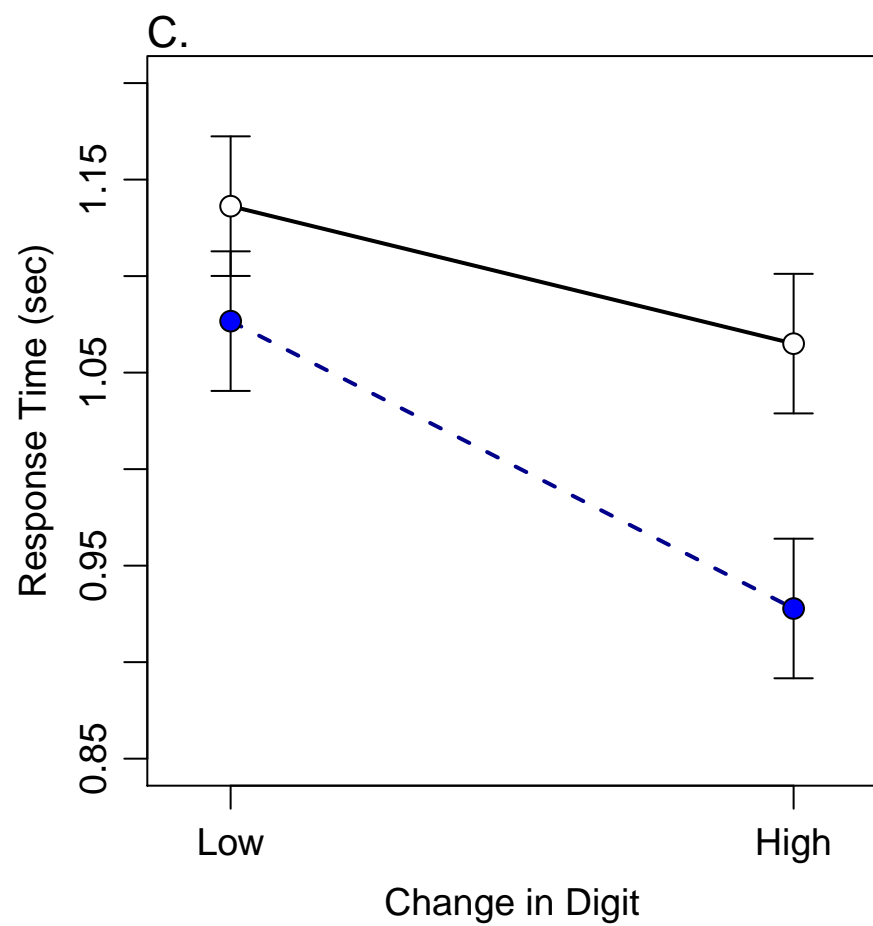 C.
Response Time (sec)
1.15
1.05
0.95
0.85
Low
High
Change in Digit